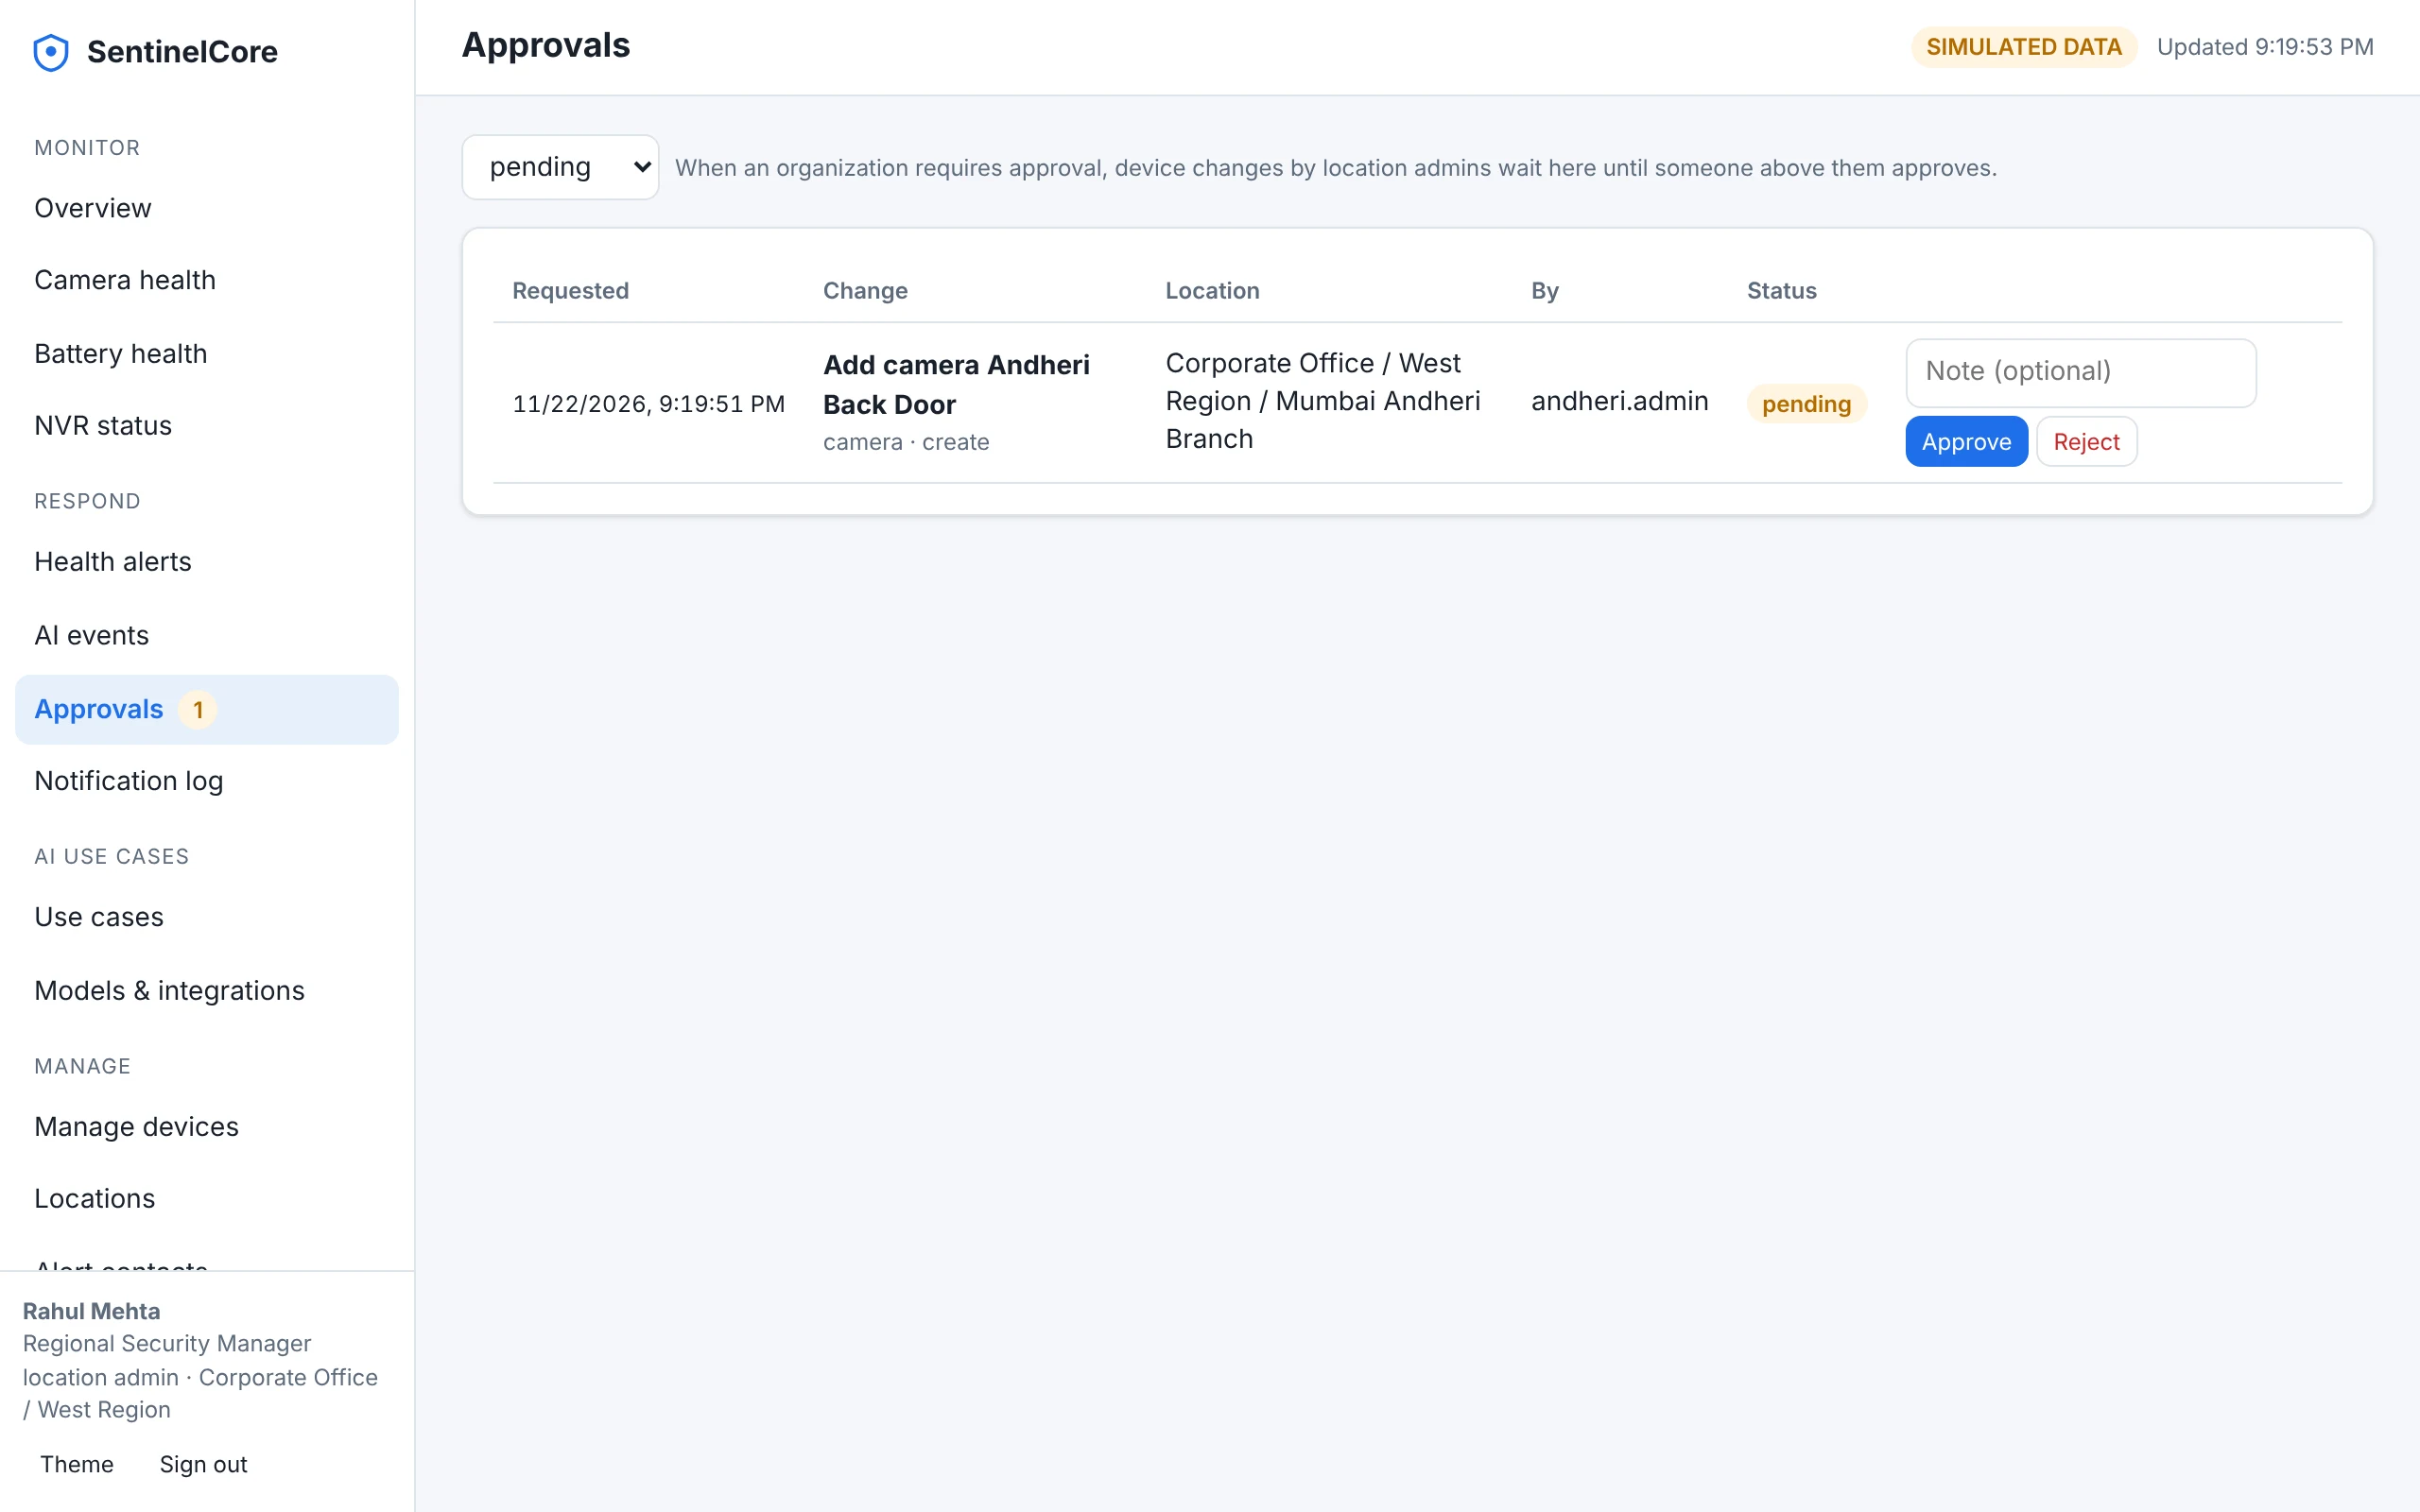 SentinelCore
MONITOR
Overview
Camera health
Battery health
NVR status
RESPOND
Health alerts
AI events
Approvals 1
Notification log
AI USE CASES
Use cases
Models & integrations
MANAGE
Manage devices
Locations
Alert contacts
Rahul Mehta
Regional Security Manager
location admin · Corporate Office
/ West Region
Theme Sign out
Approvals
SIMULATED DATA Updated 9:19:53 PM
pending When an organization requires approval, device changes by location admins wait here until someone above them approves.
Requested Change Location By Status
11/22/2026, 9:19:51 PM
Add camera Andheri
Back Door
camera · create
Corporate Office / West
Region / Mumbai Andheri
Branch
andheri.admin
pending
Note (optional)
Approve Reject